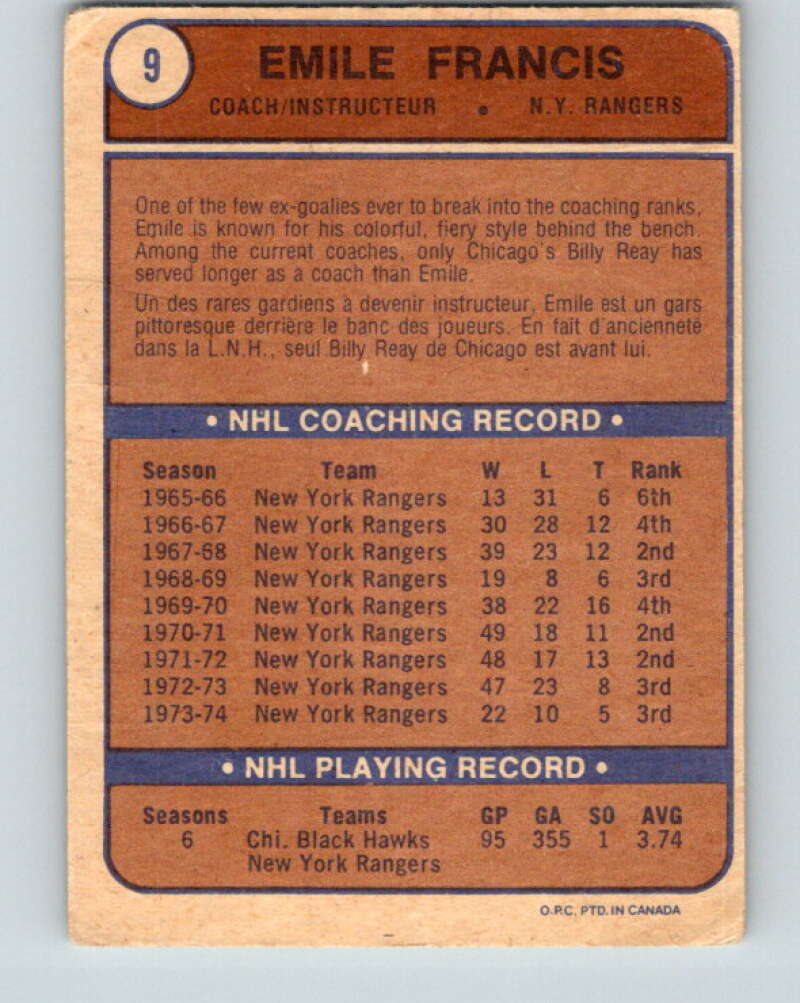 9
EMILE FRANCIS
COACH/INSTRUCTEUR • N.Y. RANGERS
One of the few ex-goalies ever to break into the coaching ranks,
Emile is known for his colorful, fiery style behind the bench.
Among the current coaches, only Chicago's Billy Reay has
served longer as a coach than Emile.
Un des rares gardiens à devenir instructeur, Emile est un gars
pittoresque derrière le banc des joueurs. En fait d'ancienneté
dans la L.N.H., seul Billy Reay de Chicago est avant lui.
• NHL COACHING RECORD •
Season Team W L T Rank
1965-66 New York Rangers 13 31 6 6th
1966-67 New York Rangers 30 28 12 4th
1967-68 New York Rangers 39 23 12 2nd
1968-69 New York Rangers 19 8 6 3rd
1969-70 New York Rangers 38 22 16 4th
1970-71 New York Rangers 49 18 11 2nd
1971-72 New York Rangers 48 17 13 2nd
1972-73 New York Rangers 47 23 8 3rd
1973-74 New York Rangers 22 10 5 3rd
• NHL PLAYING RECORD •
Seasons Teams GP GA SO AVG
6 Chi. Black Hawks 95 355 1 3.74
New York Rangers
O.P.C. PTD. IN CANADA